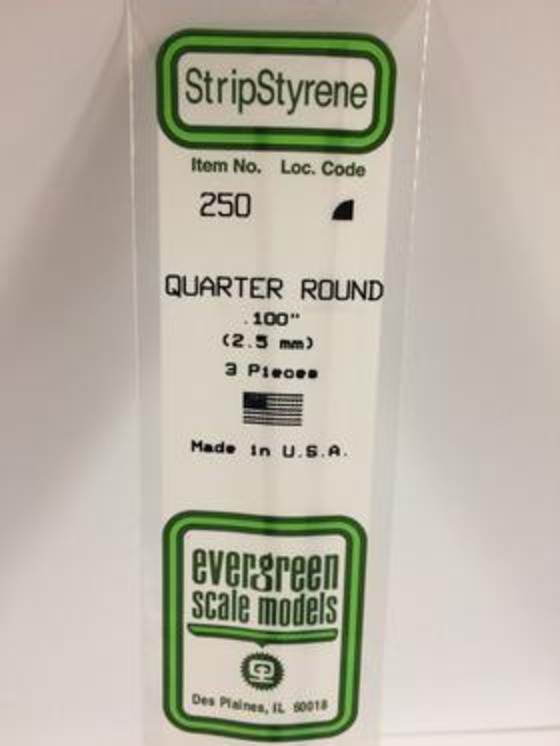 StripStyrene
Item No. Loc. Code
250
QUARTER ROUND
.100"
(2.5 mm)
3 Pieces
Made in U.S.A.
evergreen
scale models
Des Plaines, IL 60018